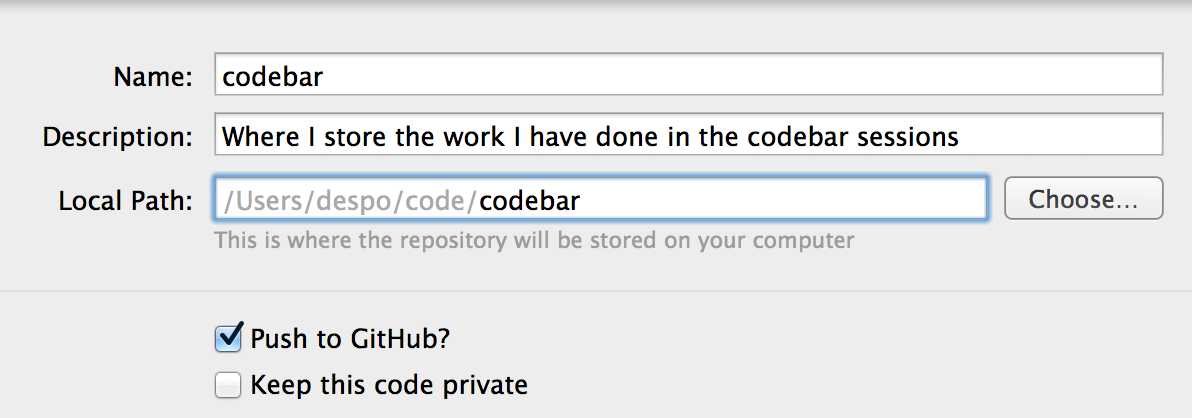 Name: codebar
Description: Where I store the work I have done in the codebar sessions
Local Path: /Users/despo/code/codebar Choose...
This is where the repository will be stored on your computer
Push to GitHub?
Keep this code private